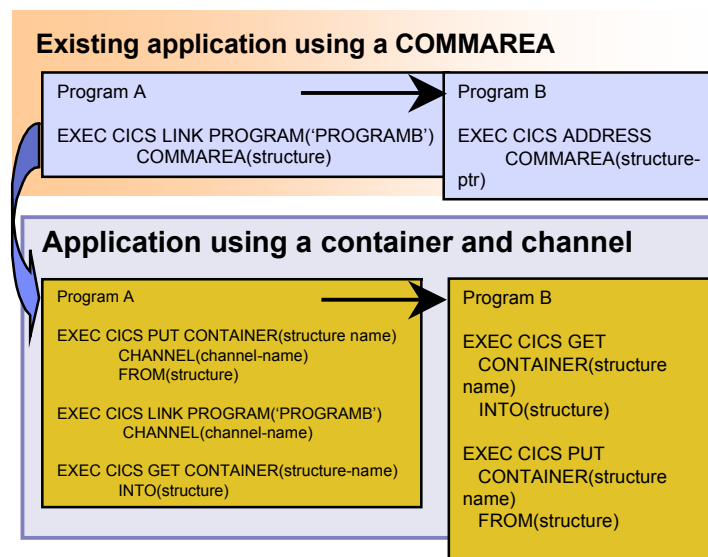 Existing application using a COMMAREA
Program A
EXEC CICS LINK PROGRAM(‘PROGRAMB’)
COMMAREA(structure)
Program B
EXEC CICS ADDRESS
COMMAREA(structure-
ptr)
Application using a container and channel
Program A
EXEC CICS PUT CONTAINER(structure name)
CHANNEL(channel-name)
FROM(structure)
EXEC CICS LINK PROGRAM(‘PROGRAMB’)
CHANNEL(channel-name)
EXEC CICS GET CONTAINER(structure-name)
INTO(structure)
Program B
EXEC CICS GET
CONTAINER(structure
name)
INTO(structure)
EXEC CICS PUT
CONTAINER(structure
name)
FROM(structure)